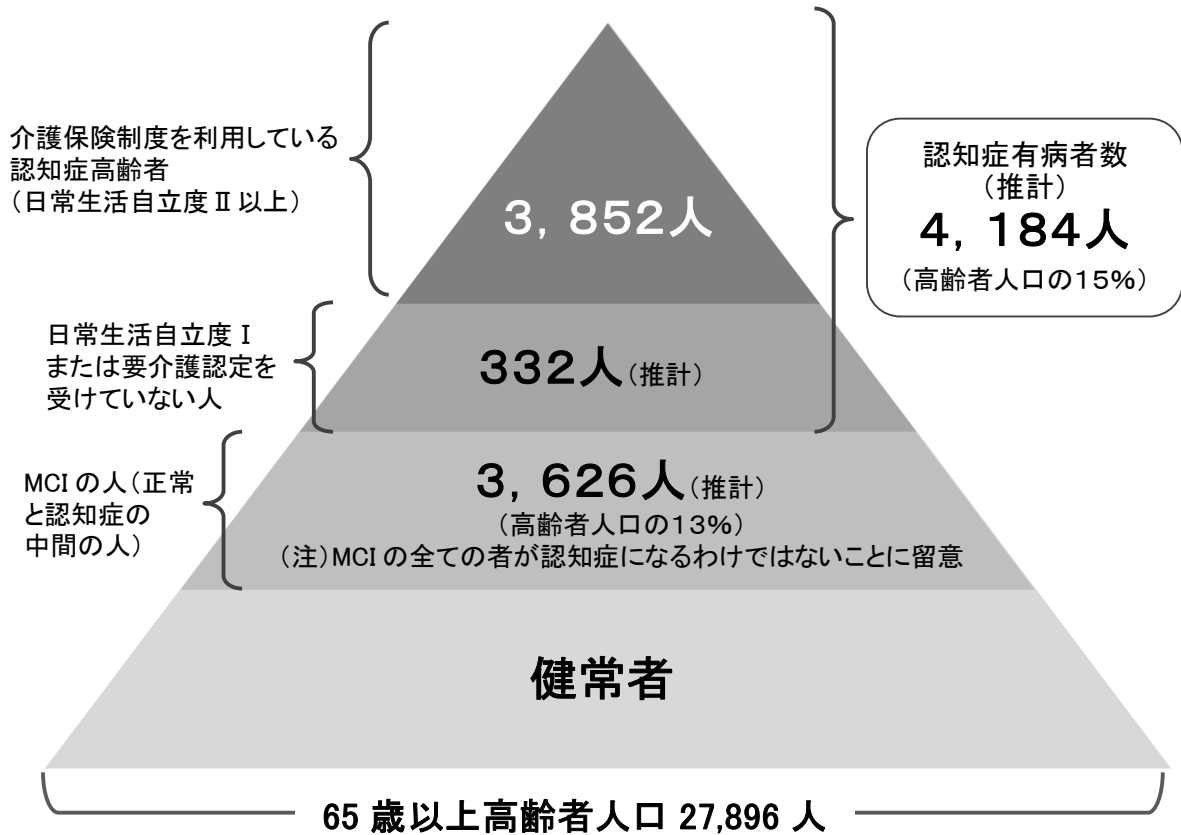 介護保険制度を利用している
認知症高齢者
（日常生活自立度Ⅱ以上）
3，852人
認知症有病者数
（推計）
4，184人
（高齢者人口の15％）
日常生活自立度Ⅰ
または要介護認定を
受けていない人
332人（推計）
MCIの人（正常
と認知症の
中間の人）
3，626人（推計）
（高齢者人口の13％）
（注）MCIの全ての者が認知症になるわけではないことに留意
健常者
65歳以上高齢者人口 27,896 人